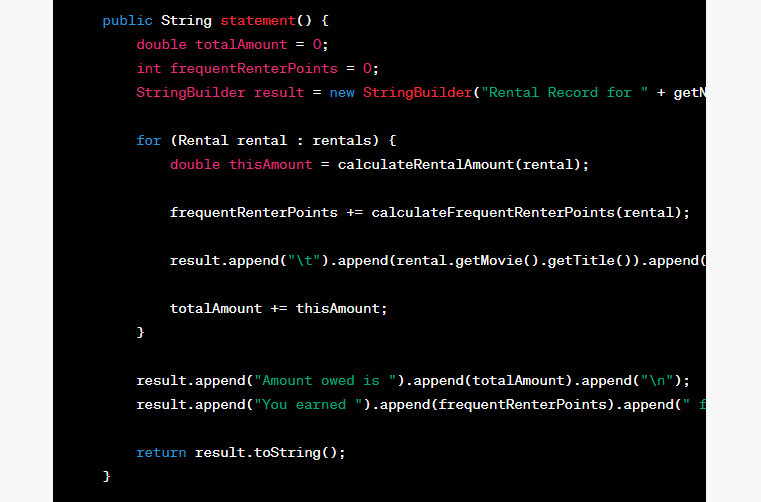 public String statement() {
double totalAmount = 0;
int frequentRenterPoints = 0;
StringBuilder result = new StringBuilder("Rental Record for " + getN
for (Rental rental : rentals) {
double thisAmount = calculateRentalAmount(rental);
frequentRenterPoints += calculateFrequentRenterPoints(rental);
result.append("\t").append(rental.getMovie().getTitle()).append(
totalAmount += thisAmount;
}
result.append("Amount owed is ").append(totalAmount).append("\n");
result.append("You earned ").append(frequentRenterPoints).append(" f
return result.toString();
}